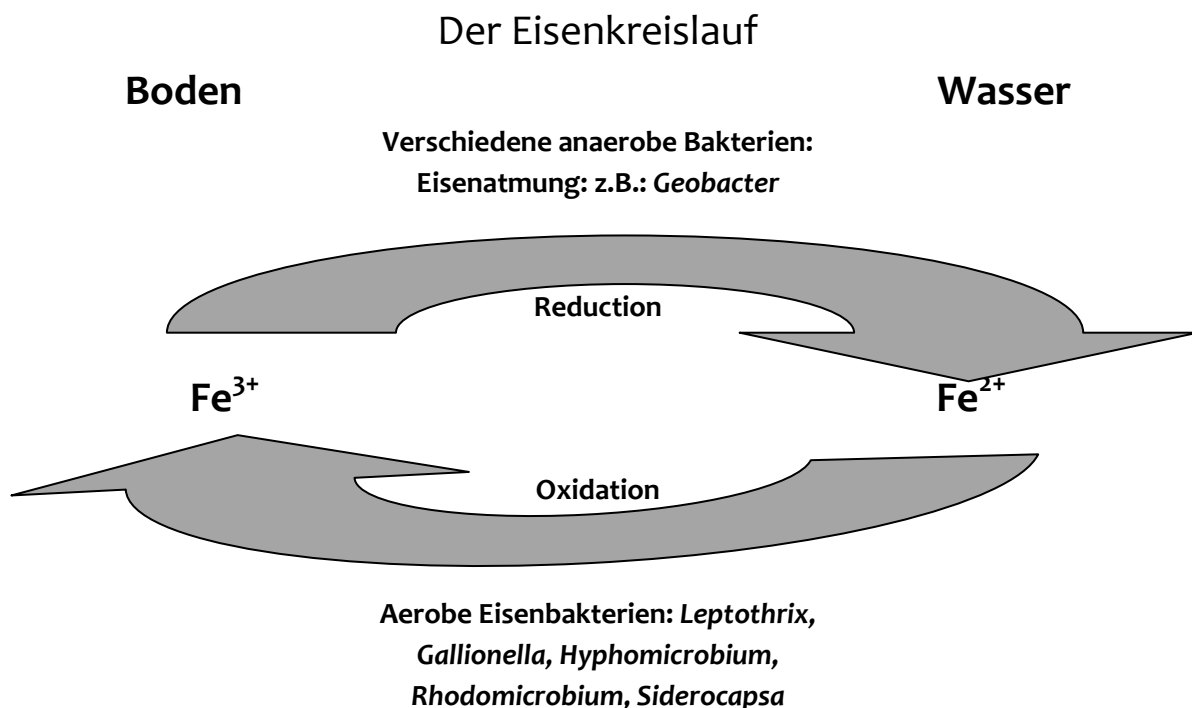 Der Eisenkreislauf
Boden
Wasser
Verschiedene anaerobe Bakterien:
Eisenatmung: z.B.: Geobacter
Reduction
Fe³⁺
Fe²⁺
Oxidation
Aerobe Eisenbakterien: Leptothrix,
Gallionella, Hyphomicrobium,
Rhodomicrobium, Siderocapsa